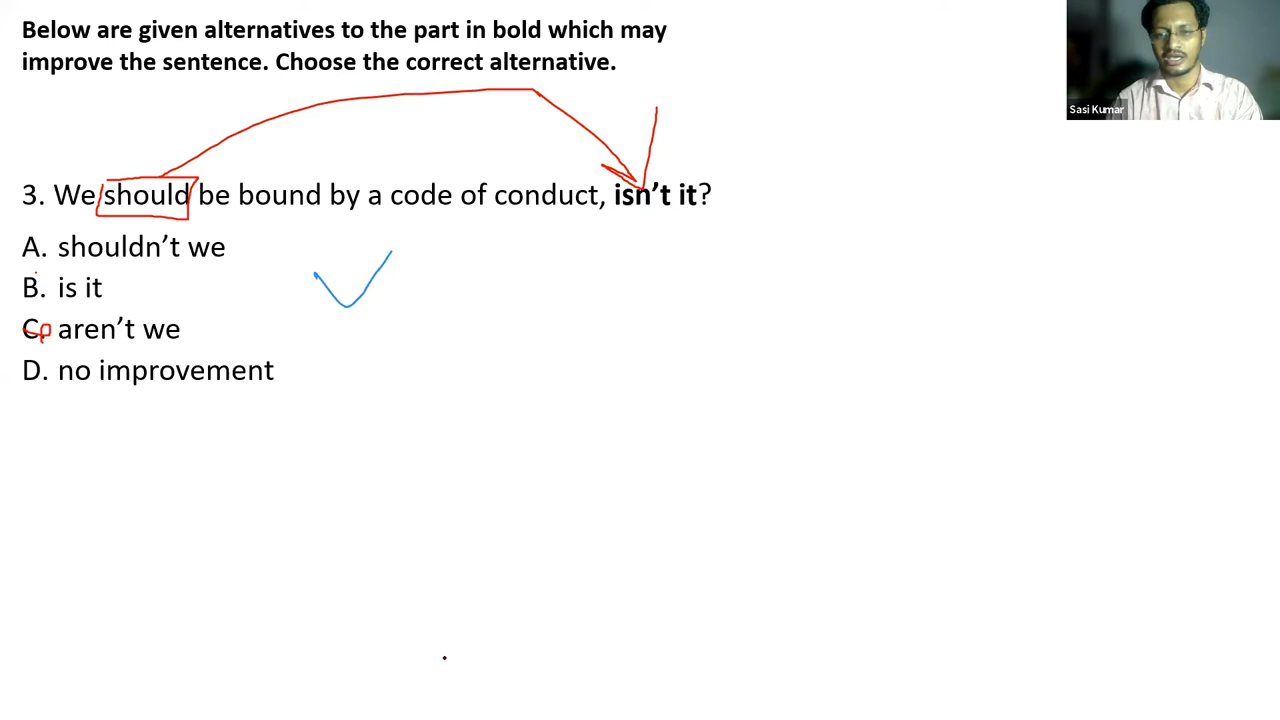 Below are given alternatives to the part in bold which may
improve the sentence. Choose the correct alternative.
Sasi Kumar
3. We should be bound by a code of conduct, isn’t it?
A. shouldn’t we
B. is it
C. aren’t we
D. no improvement